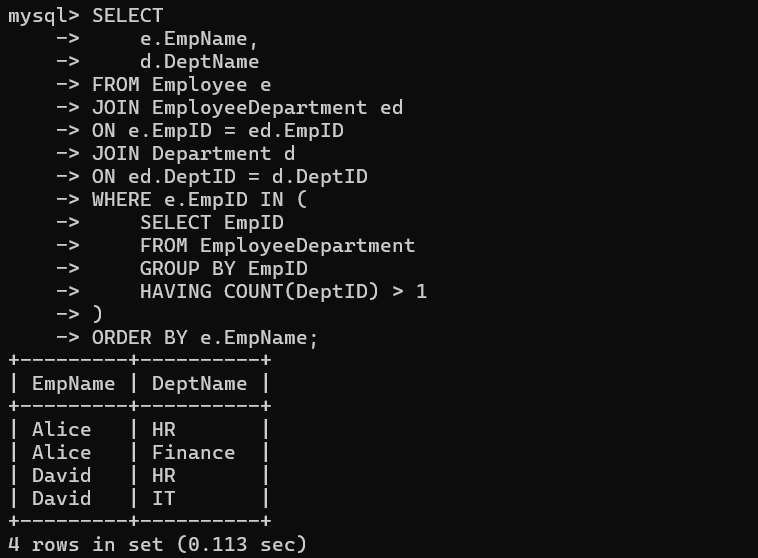 mysql> SELECT
    ->     e.EmpName,
    ->     d.DeptName
    -> FROM Employee e
    -> JOIN EmployeeDepartment ed
    -> ON e.EmpID = ed.EmpID
    -> JOIN Department d
    -> ON ed.DeptID = d.DeptID
    -> WHERE e.EmpID IN (
    ->     SELECT EmpID
    ->     FROM EmployeeDepartment
    ->     GROUP BY EmpID
    ->     HAVING COUNT(DeptID) > 1
    -> )
    -> ORDER BY e.EmpName;
+---------+----------+
| EmpName | DeptName |
+---------+----------+
| Alice   | HR       |
| Alice   | Finance  |
| David   | HR       |
| David   | IT       |
+---------+----------+
4 rows in set (0.113 sec)